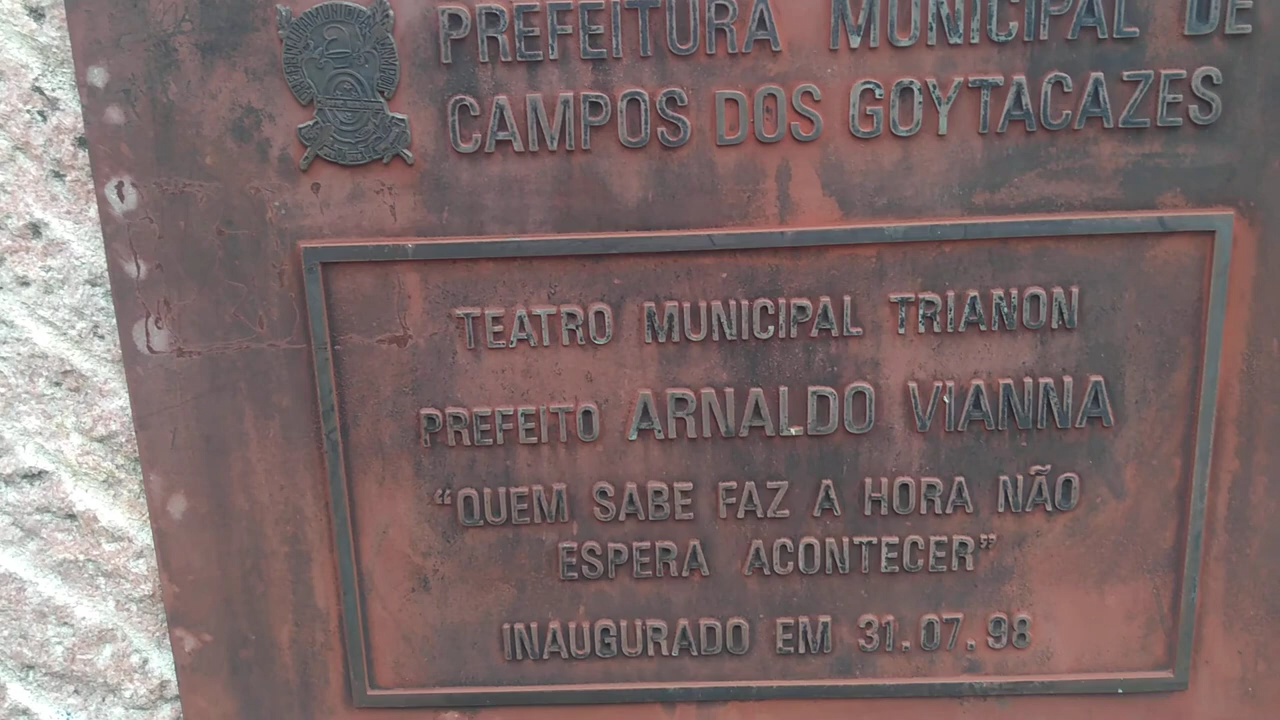 PREFEITURA MUNICIPAL DE
CAMPOS DOS GOYTACAZES
TEATRO MUNICIPAL TRIANON
PREFEITO ARNALDO VIANNA
“QUEM SABE FAZ A HORA NÃO
ESPERA ACONTECER”
INAUGURADO EM 31.07.98